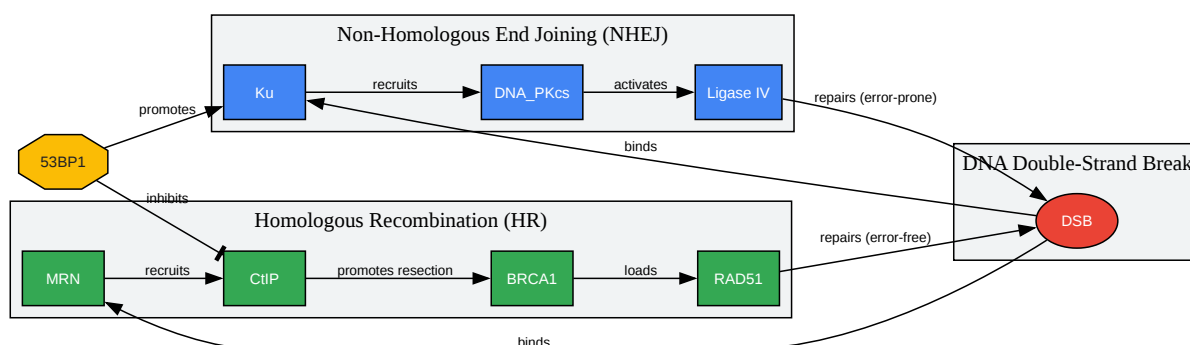 Non-Homologous End Joining (NHEJ)
Ku
recruits
DNA_PKcs
activates
Ligase IV
repairs (error-prone)
promotes
53BP1
inhibits
binds
DNA Double-Strand Break
DSB
Homologous Recombination (HR)
MRN
recruits
CtIP
promotes resection
BRCA1
loads
RAD51
repairs (error-free)
binds